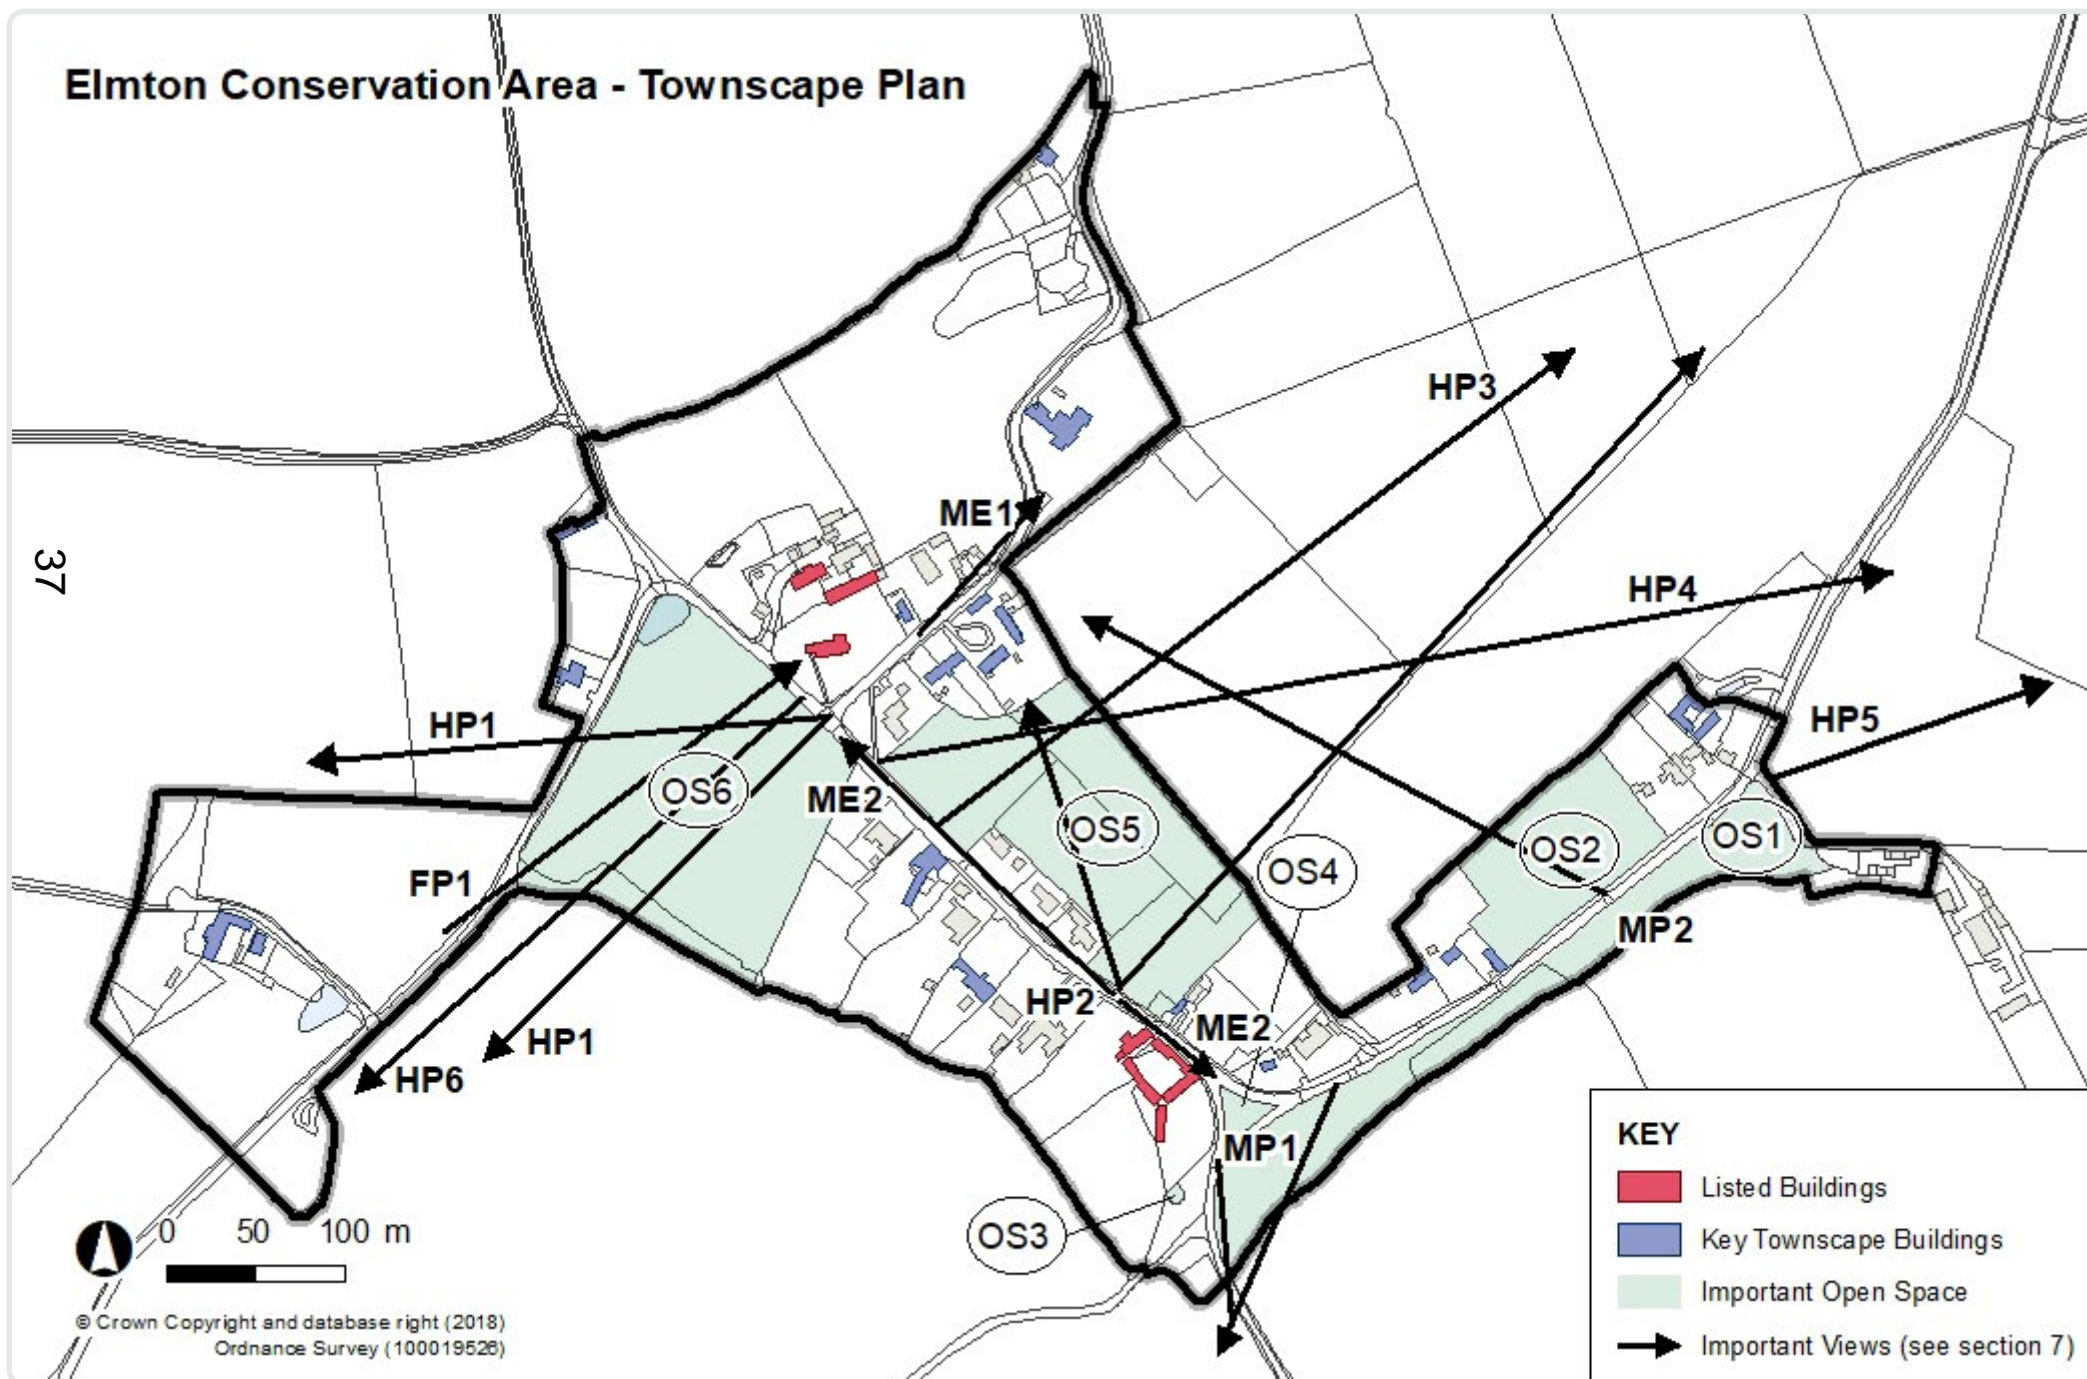 Elmton Conservation Area - Townscape Plan
37
HP3
ME1
HP4
HP1
HP5
OS6
ME2
OS5
OS4
OS2
OS1
FP1
MP2
HP2
ME2
HP1
HP6
MP1
OS3
KEY
Listed Buildings
Key Townscape Buildings
Important Open Space
Important Views (see section 7)
0 50 100 m
© Crown Copyright and database right (2018)
Ordnance Survey (100019526)